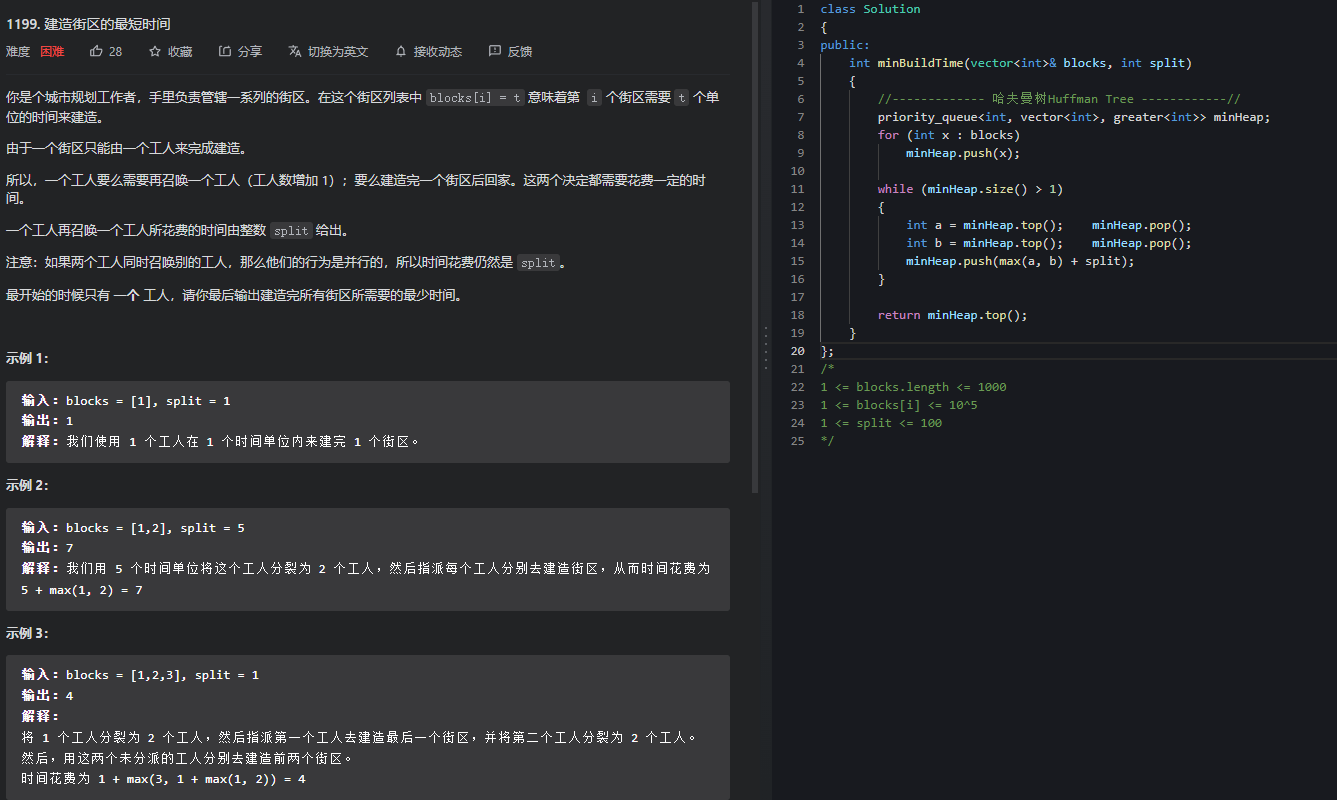 1199. 建造街区的最短时间
难度 困难 28 收藏 分享 切换为英文 接收动态 反馈
你是个城市规划工作者，手里负责管辖一系列的街区。在这个街区列表中 blocks[i] = t 意味着第 i 个街区需要 t 个单
位的时间来建造。
由于一个街区只能由一个工人来完成建造。
所以，一个工人要么需要再召唤一个工人（工人数增加 1）；要么建造完一个街区后回家。这两个决定都需要花费一定的时
间。
一个工人再召唤一个工人所花费的时间由整数 split 给出。
注意：如果两个工人同时召唤别的工人，那么他们的行为是并行的，所以时间花费仍然是 split。
最开始的时候只有 一个 工人，请你最后输出建造完所有街区所需要的最少时间。
示例 1：
输入：blocks = [1], split = 1
输出：1
解释：我们使用 1 个工人在 1 个时间单位内来建完 1 个街区。
示例 2：
输入：blocks = [1,2], split = 5
输出：7
解释：我们用 5 个时间单位将这个工人分裂为 2 个工人，然后指派每个工人分别去建造街区，从而时间花费为
5 + max(1, 2) = 7
示例 3：
输入：blocks = [1,2,3], split = 1
输出：4
解释：
将 1 个工人分裂为 2 个工人，然后指派第一个工人去建造最后一个街区，并将第二个工人分裂为 2 个工人。
然后，用这两个未分派的工人分别去建造前两个街区。
时间花费为 1 + max(3, 1 + max(1, 2)) = 4
1 class Solution
2 {
3 public:
4 int minBuildTime(vector<int>& blocks, int split)
5 {
6 //------------- 哈夫曼树Huffman Tree ------------//
7 priority_queue<int, vector<int>, greater<int>> minHeap;
8 for (int x : blocks)
9 minHeap.push(x);
10
11 while (minHeap.size() > 1)
12 {
13 int a = minHeap.top();    minHeap.pop();
14 int b = minHeap.top();    minHeap.pop();
15 minHeap.push(max(a, b) + split);
16 }
17
18 return minHeap.top();
19 }
20 };
21 /*
22 1 <= blocks.length <= 1000
23 1 <= blocks[i] <= 10^5
24 1 <= split <= 100
25 */